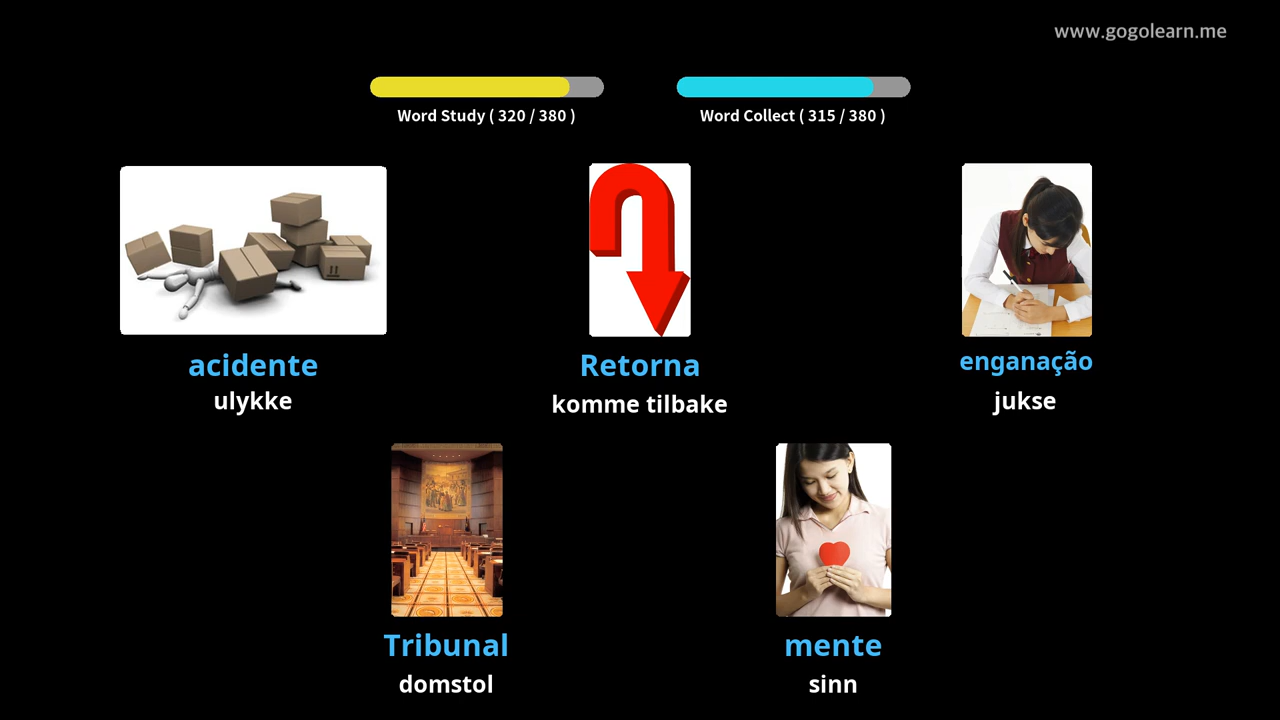 www.gogolearn.me
Word Study ( 320 / 380 )
Word Collect ( 315 / 380 )
acidente
ulykke
Retorna
komme tilbake
enganação
jukse
Tribunal
domstol
mente
sinn